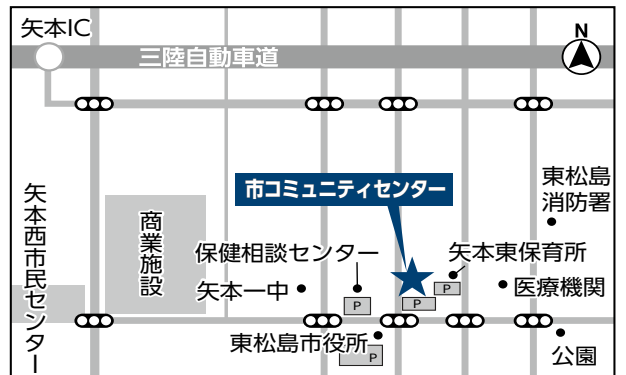 矢本IC
三陸自動車道
N
市コミュニティセンター
東松島
消防署
矢本西市民センター
商業施設
保健相談センター
矢本東保育所
矢本一中
医療機関
P
P
P
東松島市役所
P
公園